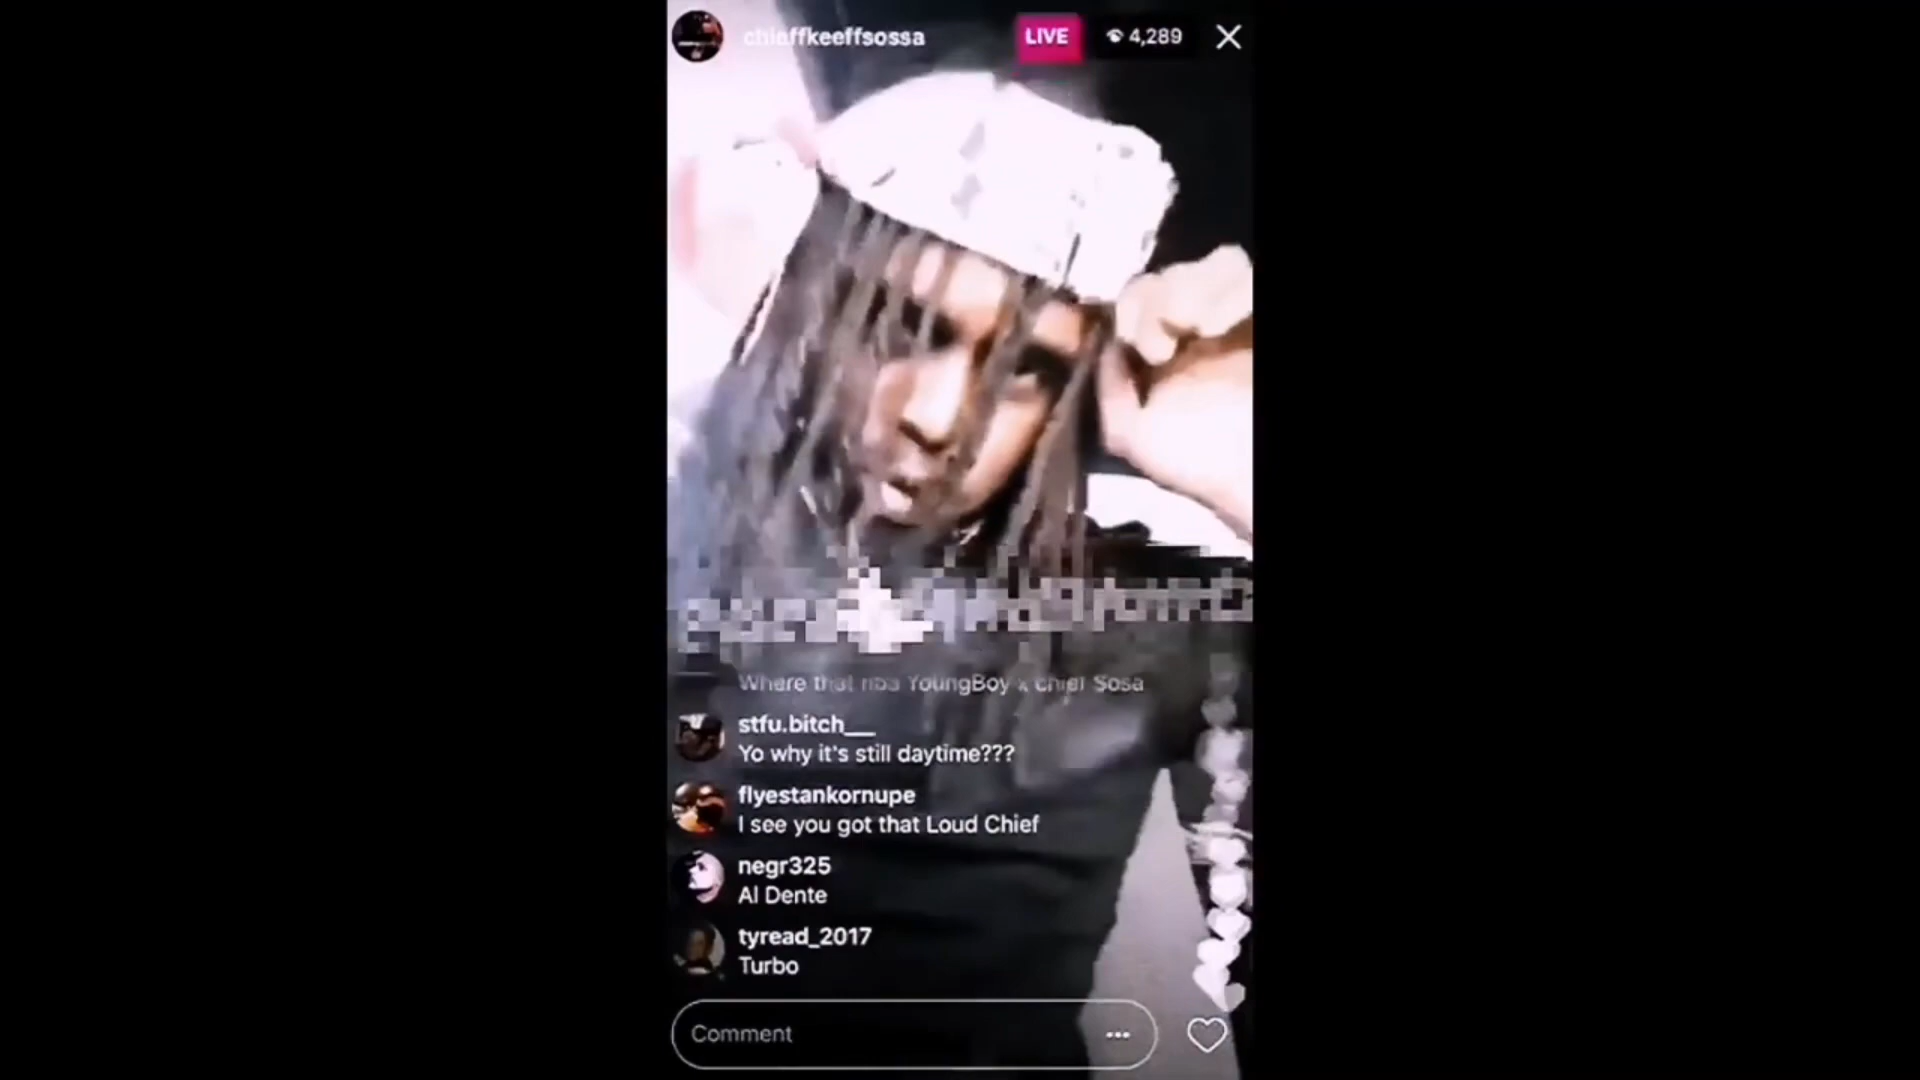 chieffkeeffsossa
LIVE
4,289
Where that nba YoungBoy x chief Sosa
stfu.bitch__
Yo why it's still daytime???
flyestankornupe
I see you got that Loud Chief
negr325
Al Dente
tyread_2017
Turbo
Comment